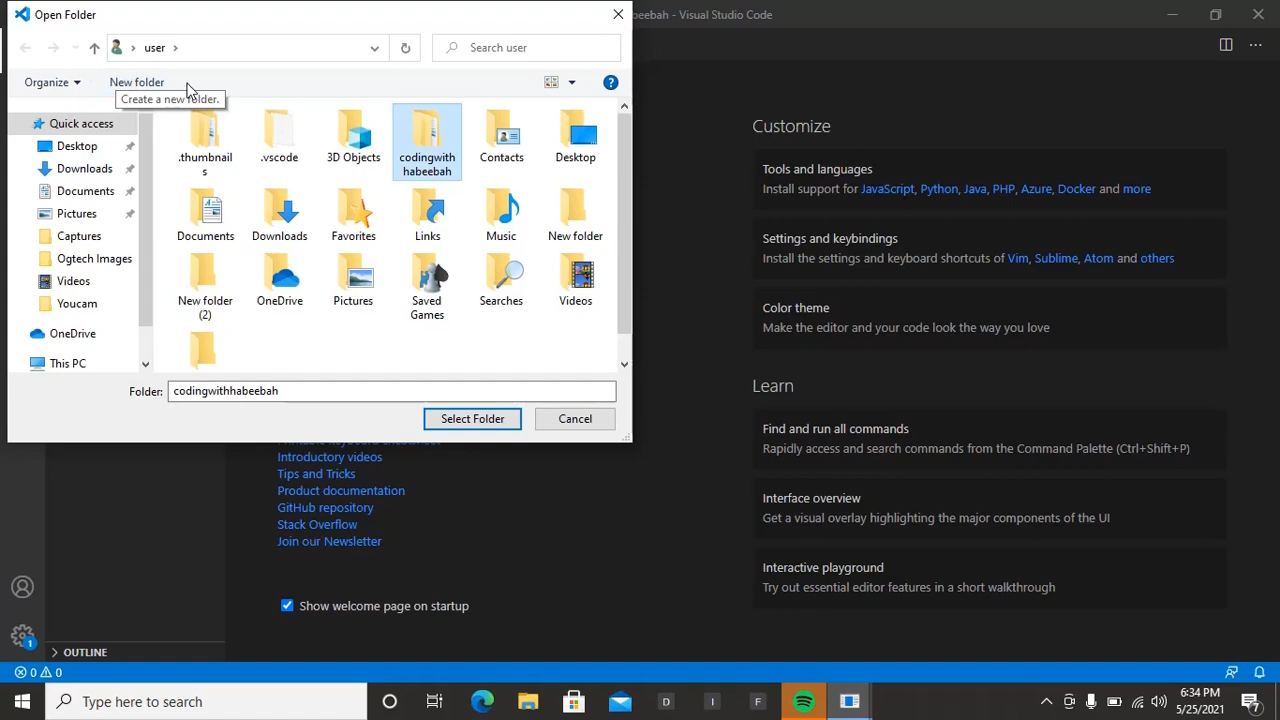 Open Folder
eebah - Visual Studio Code
user
Search user
Organize
New folder
Create a new folder.
Quick access
Desktop
Downloads
Documents
Pictures
Captures
Ogtech Images
Videos
Youcam
OneDrive
This PC
.thumbnail
s
.vscode
3D Objects
codingwith
habeebah
Contacts
Desktop
Documents
Downloads
Favorites
Links
Music
New folder
New folder
(2)
OneDrive
Pictures
Saved
Games
Searches
Videos
Folder:
codingwithhabeebah
Select Folder
Cancel
Customize
Tools and languages
Install support for JavaScript, Python, Java, PHP, Azure, Docker and more
Settings and keybindings
Install the settings and keyboard shortcuts of Vim, Sublime, Atom and others
Color theme
Make the editor and your code look the way you love
Learn
Find and run all commands
Rapidly access and search commands from the Command Palette (Ctrl+Shift+P)
Interface overview
Get a visual overlay highlighting the major components of the UI
Interactive playground
Try out essential editor features in a short walkthrough
Introductory videos
Tips and Tricks
Product documentation
GitHub repository
Stack Overflow
Join our Newsletter
Show welcome page on startup
1
OUTLINE
0 0
Type here to search
D
I
F
6:34 PM
5/25/2021
7